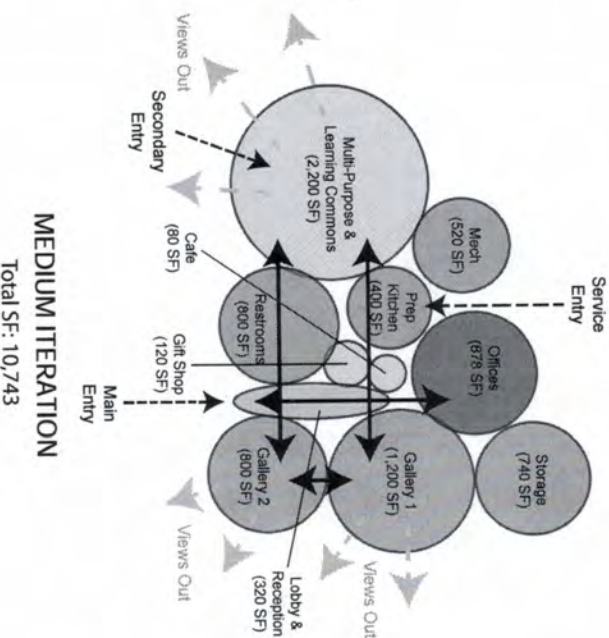 Service
Entry
Storage
(740 SF)
Offices
(878 SF)
Mech
(520 SF)
Prep
Kitchen
(400 SF)
Gallery 1
(1,200 SF)
Views Out
Multi-Purpose &
Learning Commons
(2,200 SF)
Lobby &
Reception
(320 SF)
Restrooms
(800 SF)
Gallery 2
(800 SF)
Views Out
Cafe
(80 SF)
Views Out
Gift Shop
(120 SF)
Secondary
Entry
Main
Entry
MEDIUM ITERATION
Total SF: 10,743